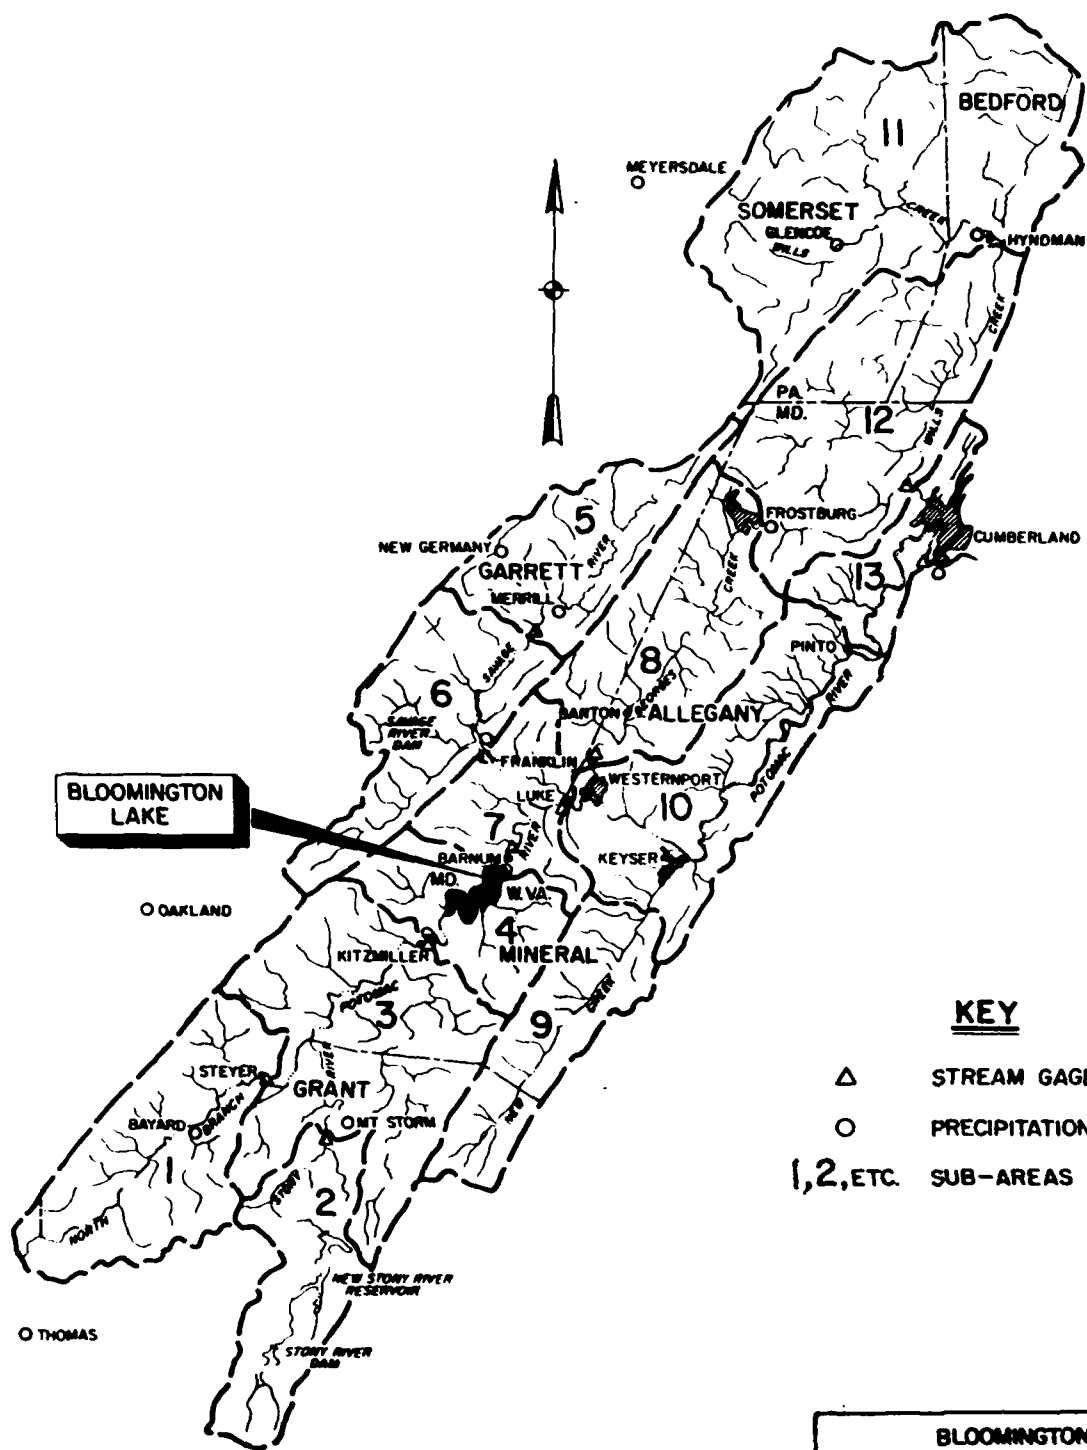 BEDFORD
11
MEYERSDALE
SOMERSET
GLENCOE
WILLS
CREEK
HYNDMAN
CREEK
PA.
MD.
12
WILLS
5
FROSTBURG
NEW GERMANY
RIVER
CUMBERLAND
GARRETT
CREEK
13
MERRILL
SAVAGE
PINTO
8
6
GEORGES
RIVER
BARTON
ALLEGANY
SAVAGE
RIVER
DAM
FRANKLIN
WESTERNPORT
POTOMAC
BLOOMINGTON
LAKE
LUKE
10
7
RIVER
BARNUM
KEYSER
MD.
W. VA.
OAKLAND
4
KITZMILLER
MINERAL
POTOMAC
CREEK
3
9
KEY
RIVER
STEYER
GRANT
STREAM GAGE
NEW
BAYARD
BRANCH
MT STORM
PRECIPITATION
1
STONY
2
1,2,ETC. SUB-AREAS
NORTH
NEW STONY RIVER
RESERVOIR
THOMAS
STONY RIVER
DAM
BLOOMINGTON